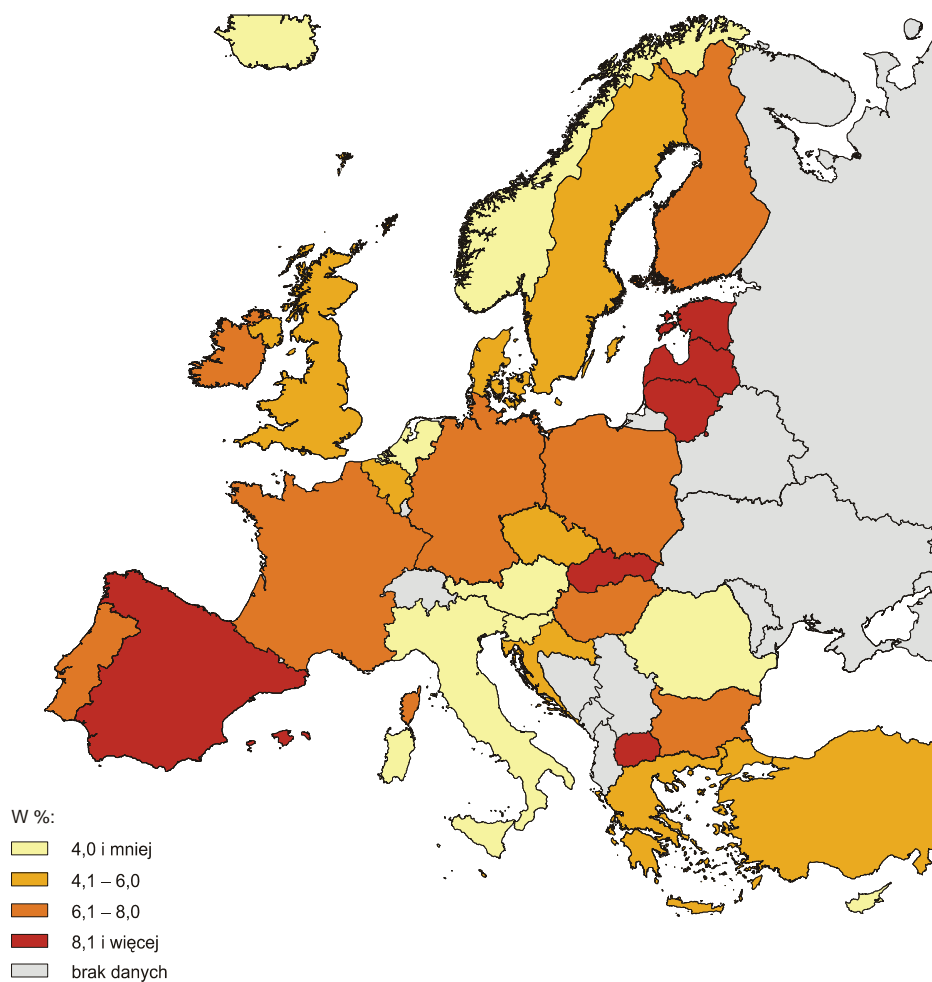 W %:
4,0 i mniej
4,1 – 6,0
6,1 – 8,0
8,1 i więcej
brak danych